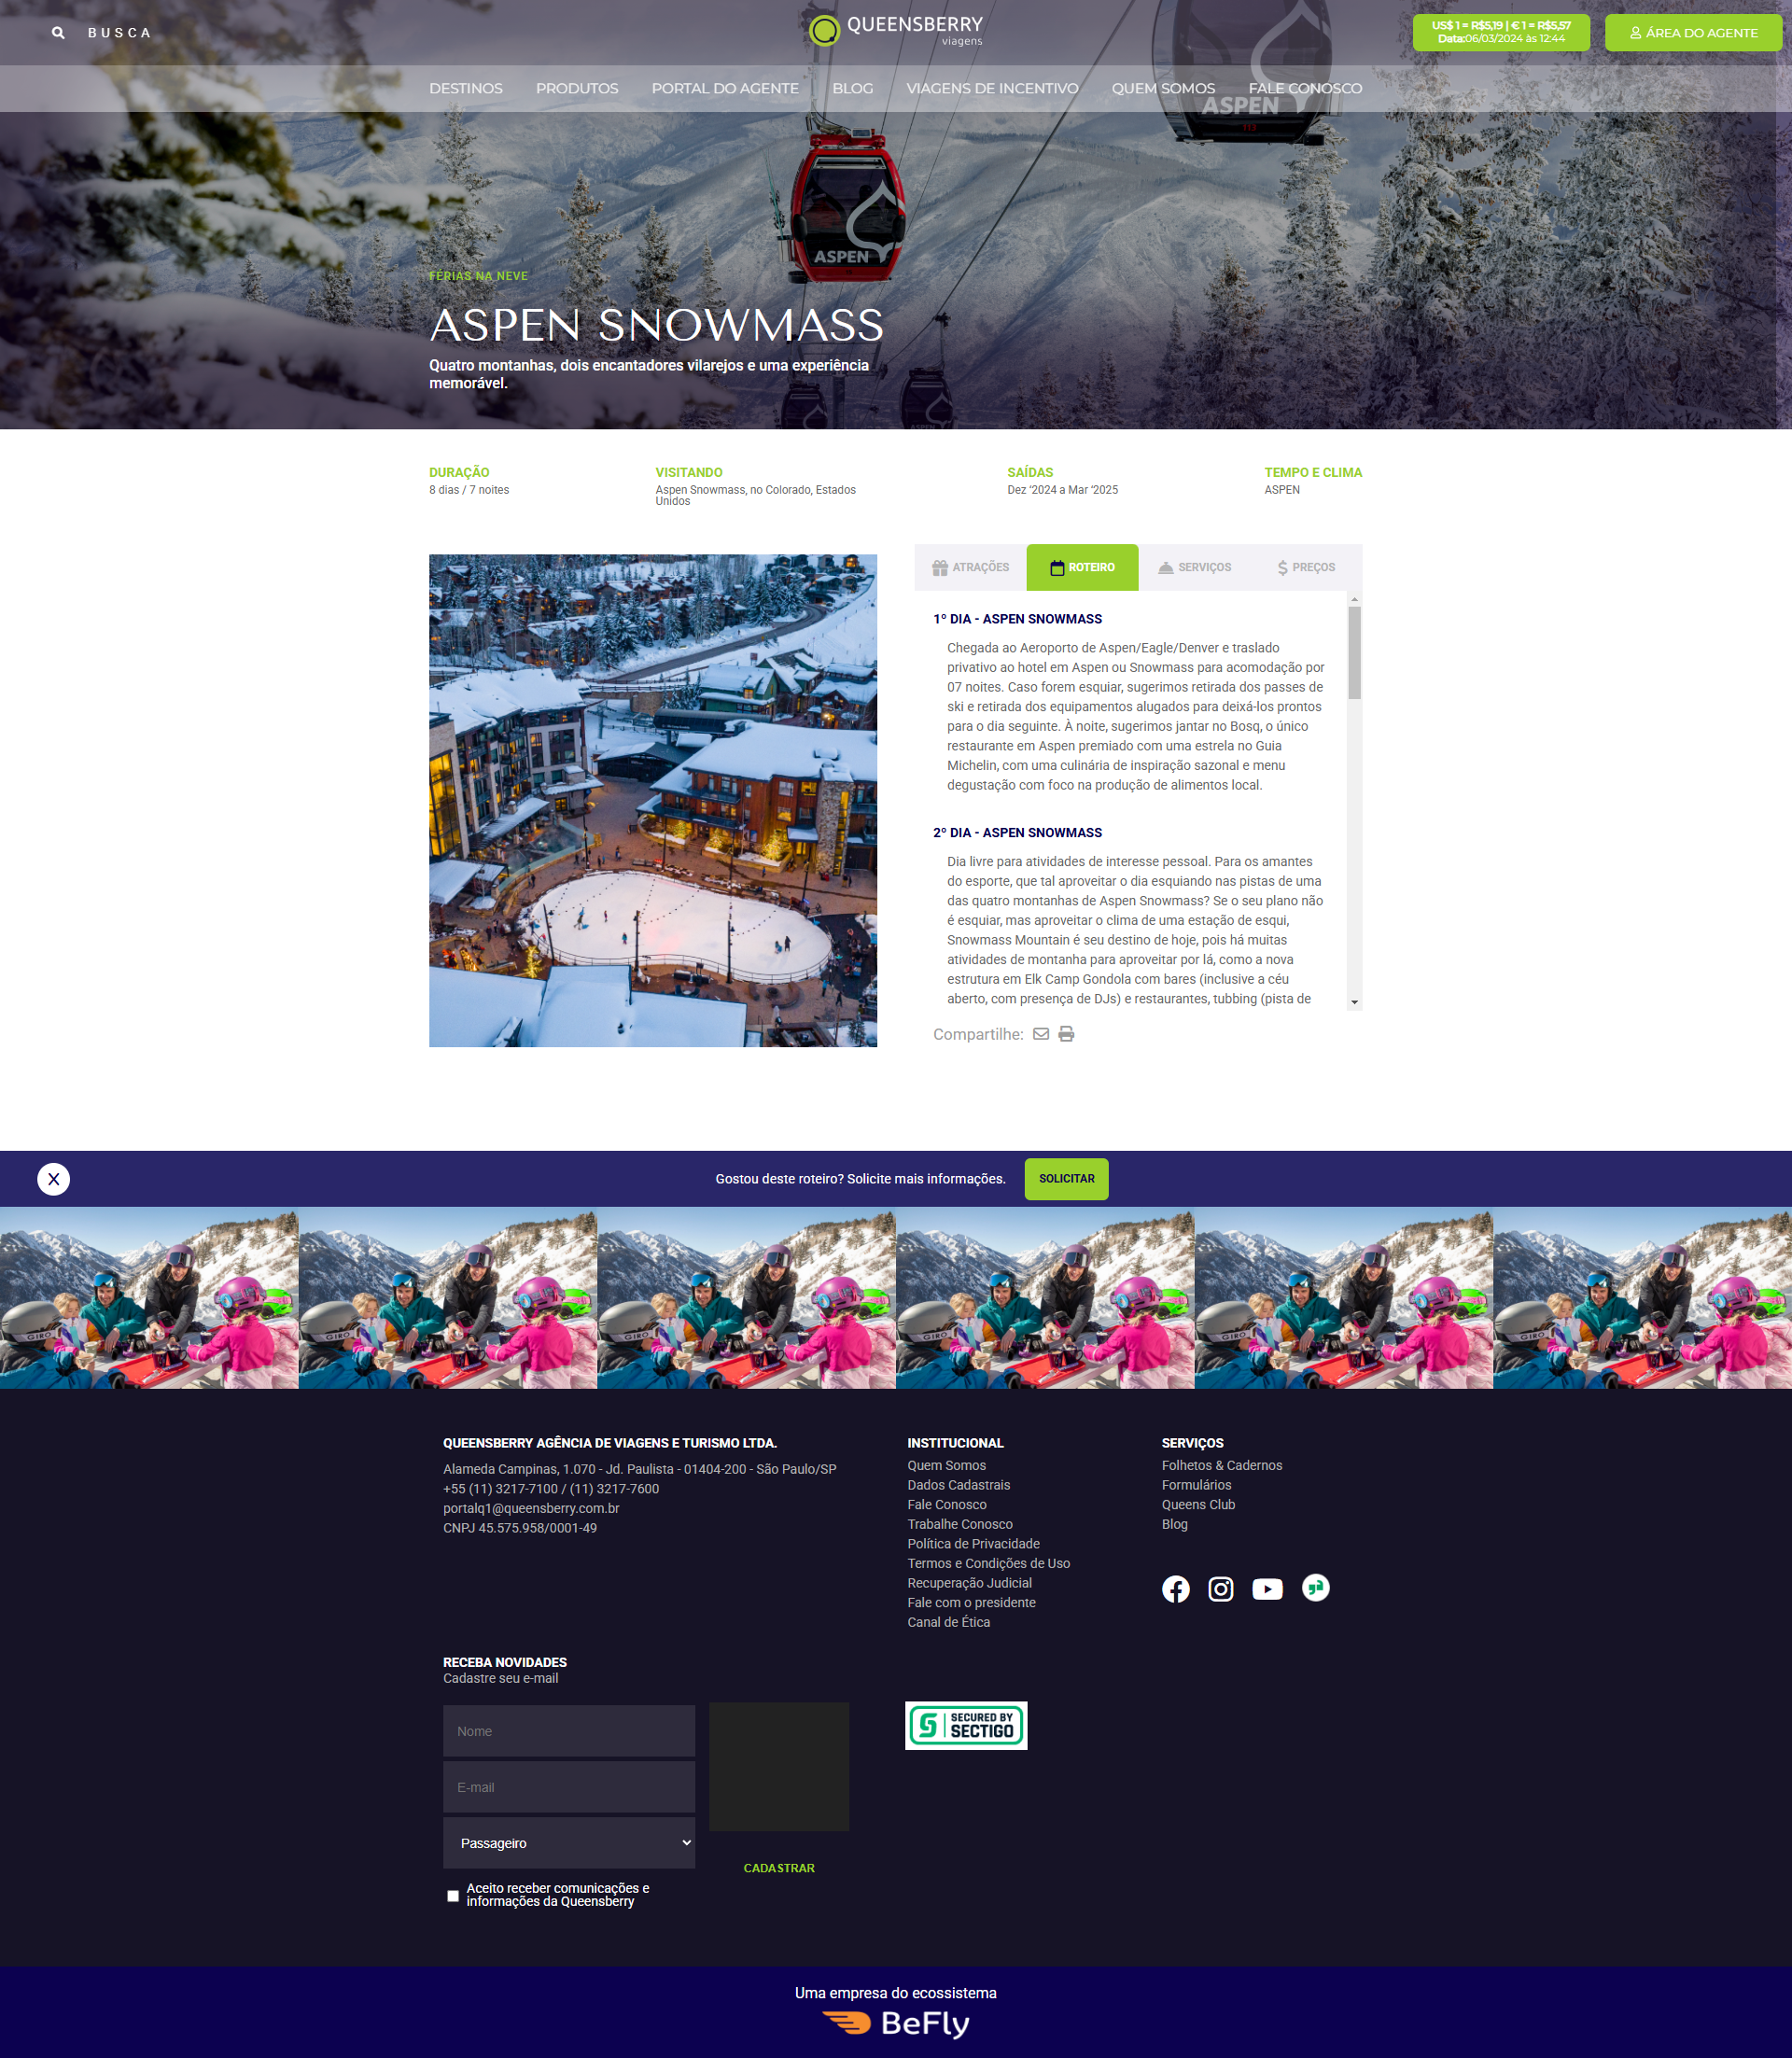 BUSCA
QUEENSBERRY
viagens
US$ 1 = R$5,19 | € 1 = R$5,57
Data:06/03/2024 às 12:44
ÁREA DO AGENTE
DESTINOS PRODUTOS PORTAL DO AGENTE BLOG VIAGENS DE INCENTIVO QUEM SOMOS FALE CONOSCO
ASPEN
113
ASPEN
FÉRIAS NA NEVE
ASPEN SNOWMASS
Quatro montanhas, dois encantadores vilarejos e uma experiência
memorável.
ASPEN
DURAÇÃO
8 dias / 7 noites
VISITANDO
Aspen Snowmass, no Colorado, Estados
Unidos
SAÍDAS
Dez ‘2024 a Mar ‘2025
TEMPO E CLIMA
ASPEN
ATRAÇÕES ROTEIRO SERVIÇOS PREÇOS
1º DIA - ASPEN SNOWMASS
Chegada ao Aeroporto de Aspen/Eagle/Denver e traslado
privativo ao hotel em Aspen ou Snowmass para acomodação por
07 noites. Caso forem esquiar, sugerimos retirada dos passes de
ski e retirada dos equipamentos alugados para deixá-los prontos
para o dia seguinte. À noite, sugerimos jantar no Bosq, o único
restaurante em Aspen premiado com uma estrela no Guia
Michelin, com uma culinária de inspiração sazonal e menu
degustação com foco na produção de alimentos local.
2º DIA - ASPEN SNOWMASS
Dia livre para atividades de interesse pessoal. Para os amantes
do esporte, que tal aproveitar o dia esquiando nas pistas de uma
das quatro montanhas de Aspen Snowmass? Se o seu plano não
é esquiar, mas aproveitar o clima de uma estação de esqui,
Snowmass Mountain é seu destino de hoje, pois há muitas
atividades de montanha para aproveitar por lá, como a nova
estrutura em Elk Camp Gondola com bares (inclusive a céu
aberto, com presença de DJs) e restaurantes, tubbing (pista de
Compartilhe:
X
Gostou deste roteiro? Solicite mais informações.
SOLICITAR
GIRO GIRO GIRO GIRO GIRO GIRO
QUEENSBERRY AGÊNCIA DE VIAGENS E TURISMO LTDA.
Alameda Campinas, 1.070 - Jd. Paulista - 01404-200 - São Paulo/SP
+55 (11) 3217-7100 / (11) 3217-7600
portalq1@queensberry.com.br
CNPJ 45.575.958/0001-49
INSTITUCIONAL
Quem Somos
Dados Cadastrais
Fale Conosco
Trabalhe Conosco
Política de Privacidade
Termos e Condições de Uso
Recuperação Judicial
Fale com o presidente
Canal de Ética
SERVIÇOS
Folhetos & Cadernos
Formulários
Queens Club
Blog
RECEBA NOVIDADES
Cadastre seu e-mail
Nome
E-mail
Passageiro
Aceito receber comunicações e
informações da Queensberry
CADASTRAR
SECURED BY
SECTIGO
Uma empresa do ecossistema
BeFly